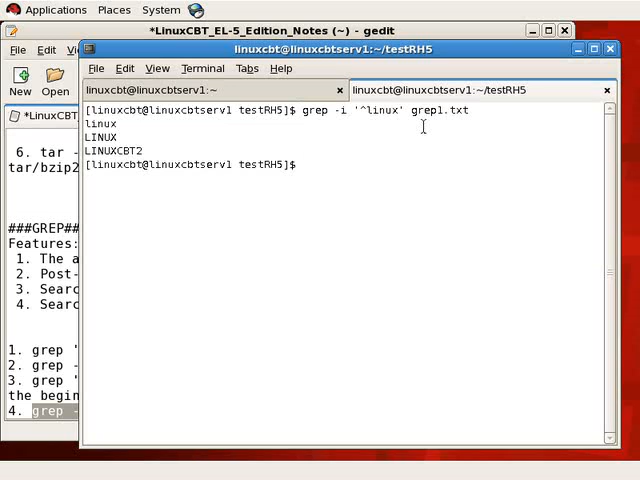 Applications Places System
*LinuxCBT_EL-5_Edition_Notes (~) - gedit
File Edit
New Open
*LinuxCBT_
6. tar -
tar/bzip2
###GREP##
Features:
1. The a
2. Post-
3. Searc
4. Searc
1. grep '
2. grep -
3. grep '
the begin
4. grep -
linuxcbt@linuxcbtserv1:~/testRH5
File Edit View Terminal Tabs Help
linuxcbt@linuxcbtserv1:~ linuxcbt@linuxcbtserv1:~/testRH5
[linuxcbt@linuxcbtserv1 testRH5]$ grep -i '^linux' grep1.txt
linux
LINUX
LINUXCBT2
[linuxcbt@linuxcbtserv1 testRH5]$